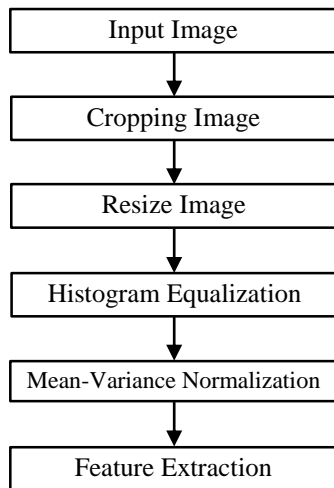 Input Image
Cropping Image
Resize Image
Histogram Equalization
Mean-Variance Normalization
Feature Extraction